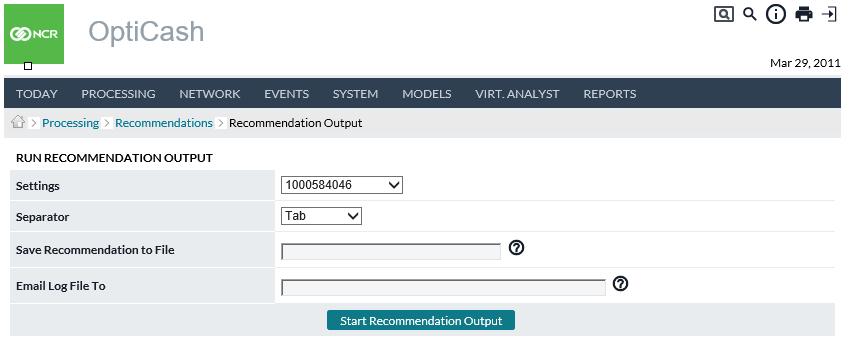 NCR
OptiCash
Mar 29, 2011
TODAY PROCESSING NETWORK EVENTS SYSTEM MODELS VIRT. ANALYST REPORTS
Processing Recommendations Recommendation Output
RUN RECOMMENDATION OUTPUT
Settings 1000584046
Separator Tab
Save Recommendation to File
Email Log File To
Start Recommendation Output